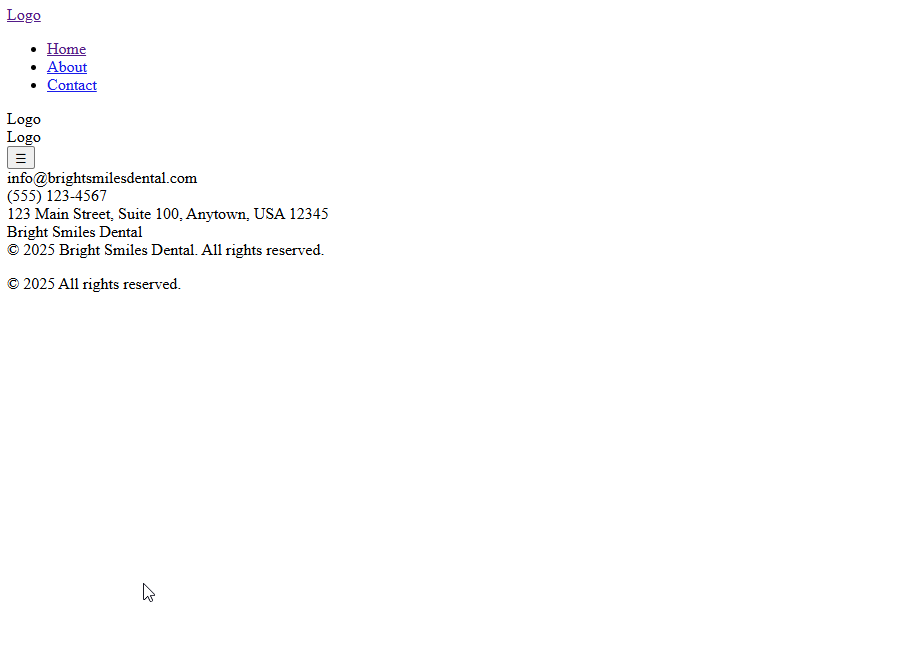 Logo
Home
About
Contact
Logo
Logo
☰
info@brightsmilesdental.com
(555) 123-4567
123 Main Street, Suite 100, Anytown, USA 12345
Bright Smiles Dental
© 2025 Bright Smiles Dental. All rights reserved.
© 2025 All rights reserved.